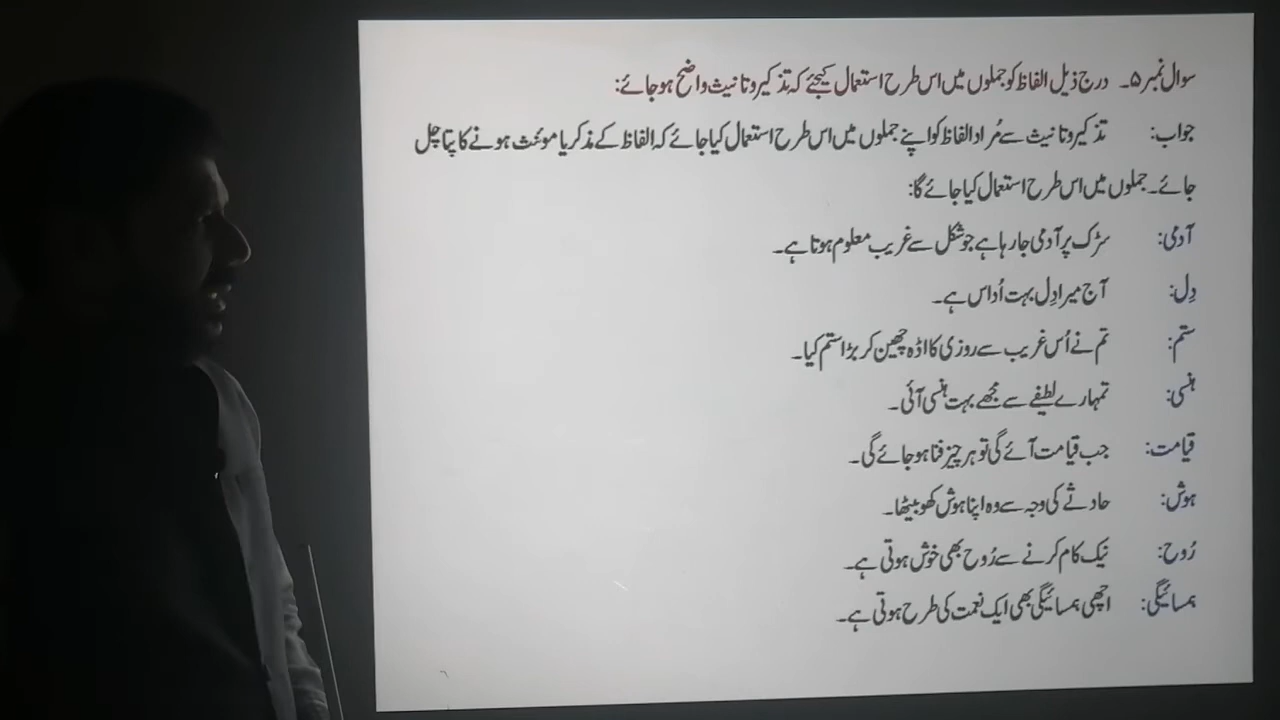 سوال نمبر ۵۔ درج ذیل الفاظ کو جملوں میں اس طرح استعمال کیجئے کہ تذکیر و تانیث واضح ہو جائے:
جواب: تذکیر و تانیث سے مُراد الفاظ کو اپنے جملوں میں اس طرح استعمال کیا جائے کہ الفاظ کے مذکر یا موئنث ہونے کا پتا چل
جائے۔ جملوں میں اس طرح استعمال کیا جائے گا:
آدمی: سڑک پر آدمی جا رہا ہے جو شکل سے غریب معلوم ہوتا ہے۔
دِل: آج میرا دِل بہت اُداس ہے۔
ستم: تم نے اُس غریب سے روزی کا اڈہ چھین کر بڑا ستم کیا۔
ہنسی: تمہارے لطیفے سے مجھے بہت ہنسی آئی۔
قیامت: جب قیامت آئے گی تو ہر چیز فنا ہو جائے گی۔
ہوش: حادثے کی وجہ سے وہ اپنا ہوش کھو بیٹھا۔
رُوح: نیک کام کرنے سے رُوح بھی خوش ہوتی ہے۔
ہمسائیگی: اچھی ہمسائیگی بھی ایک نعمت کی طرح ہوتی ہے۔